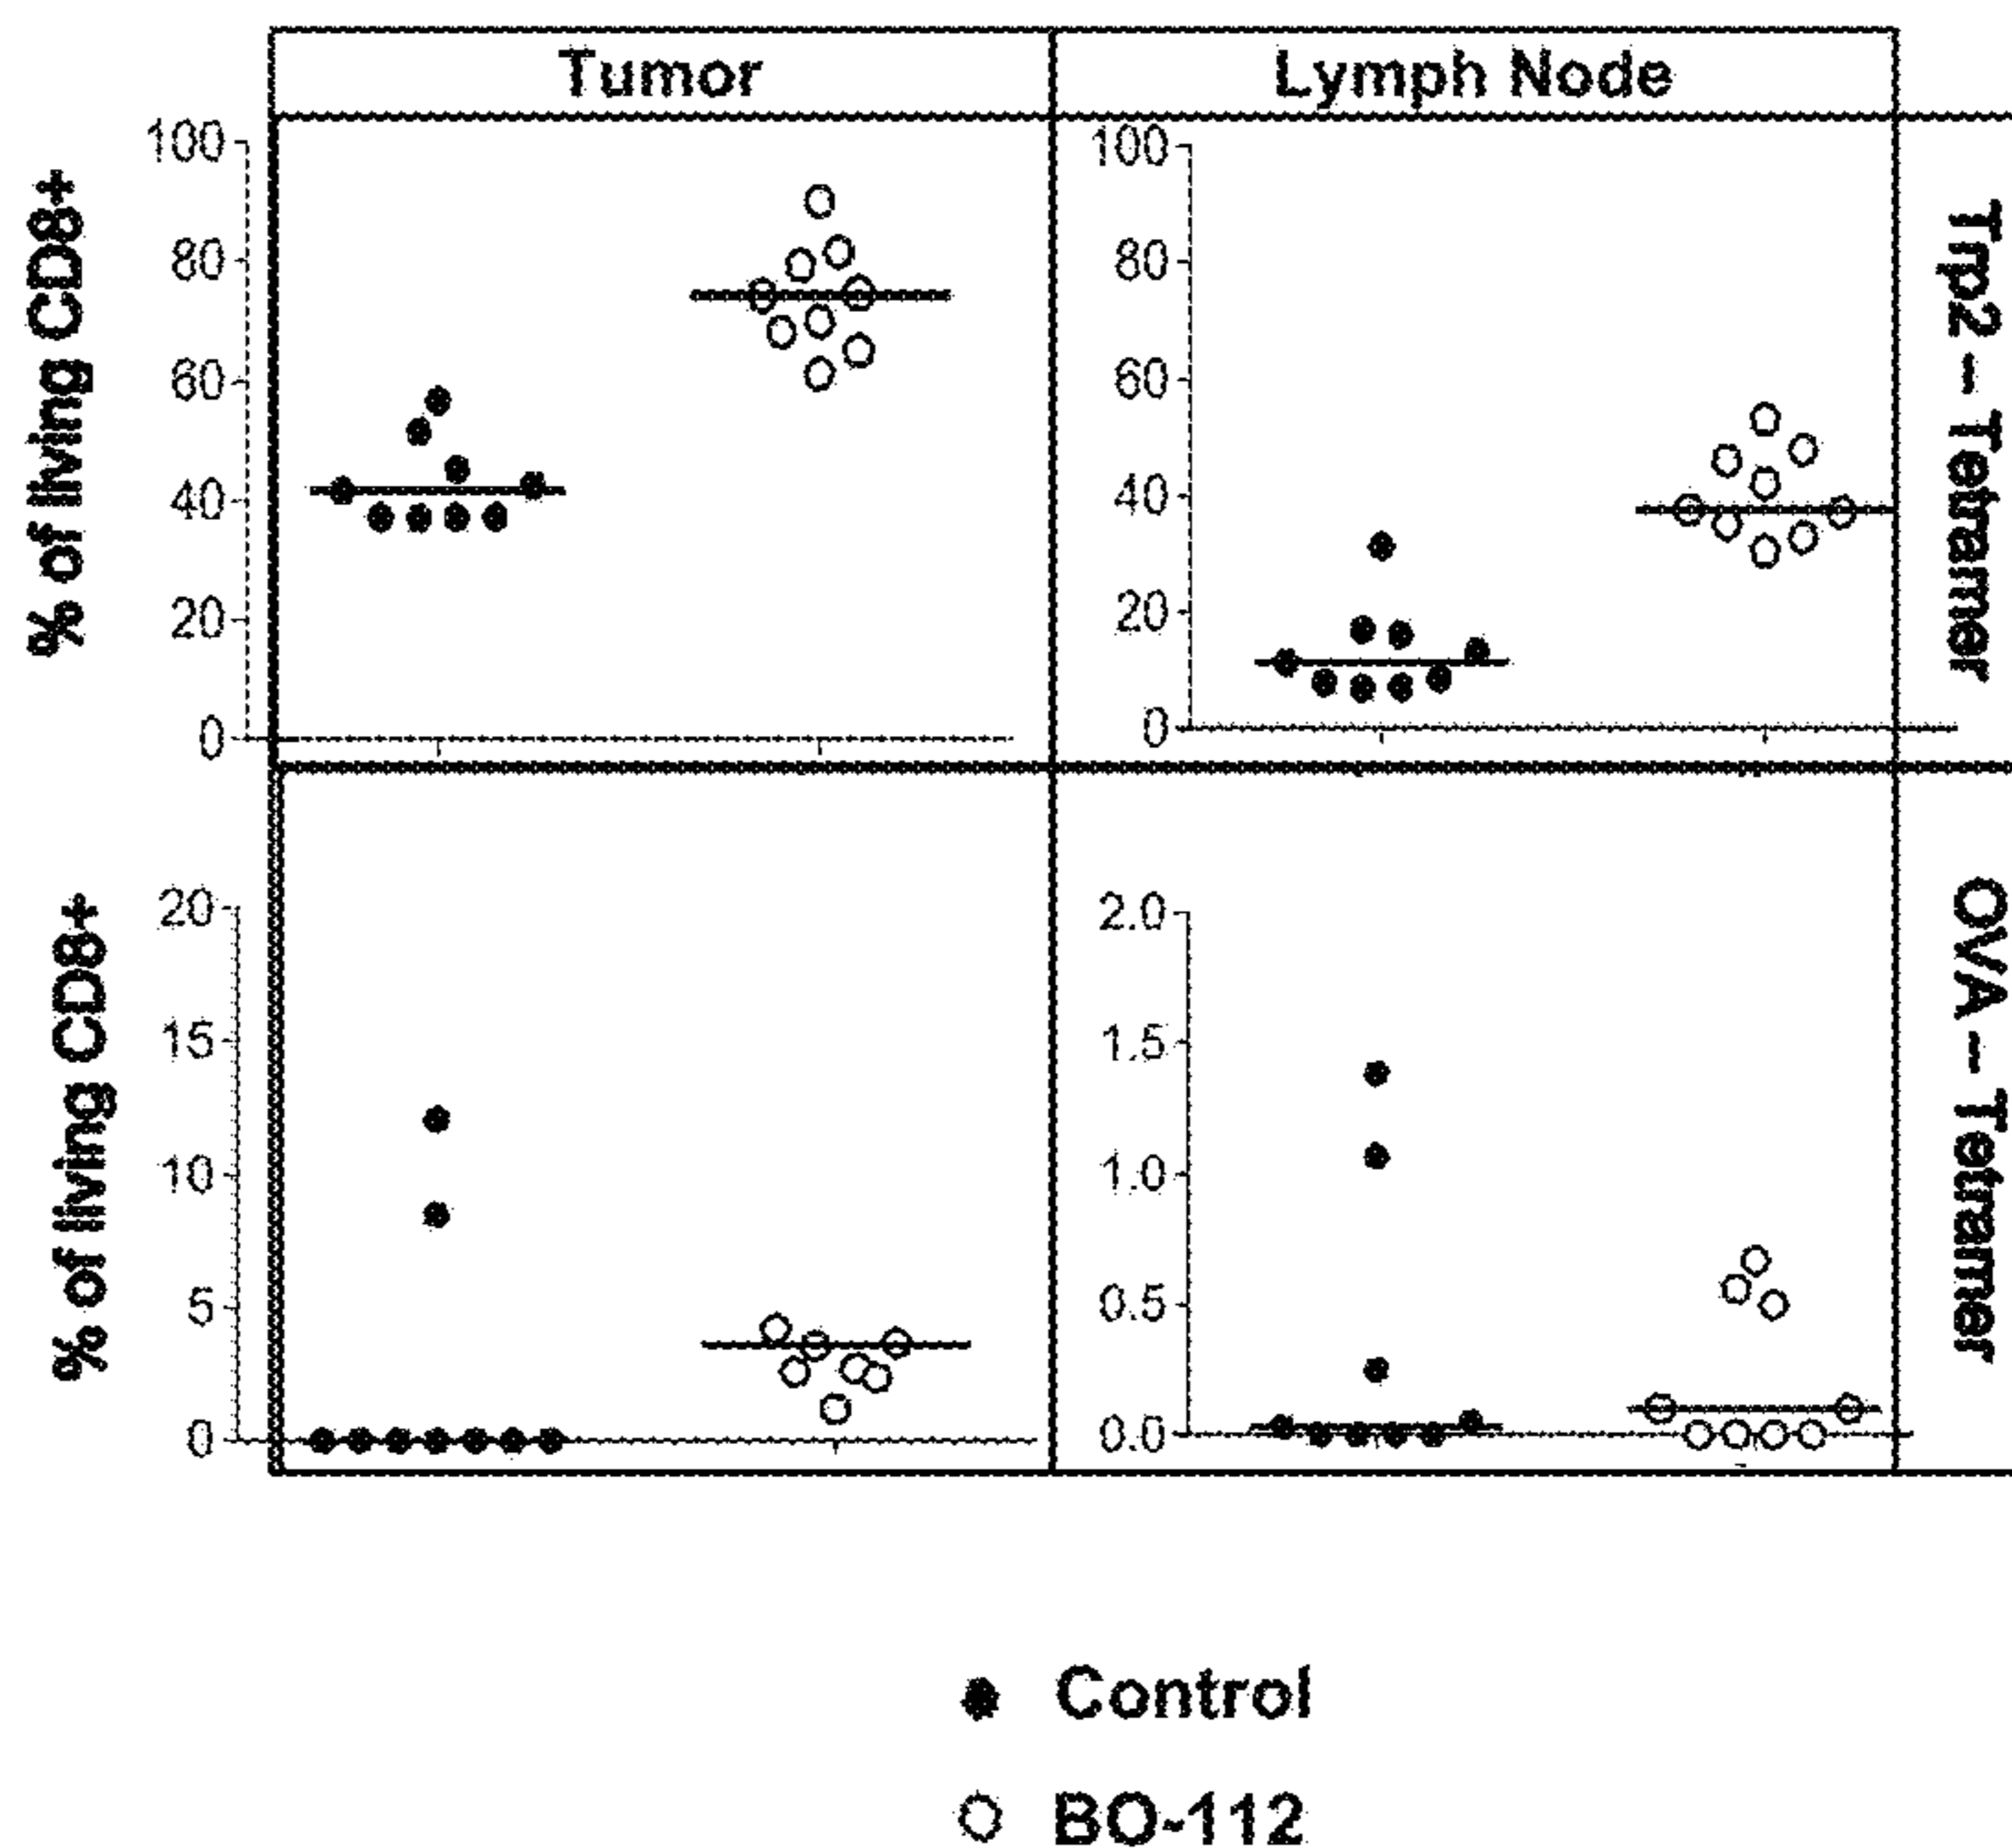 Tumor
Lymph Node
% of living CD8+
100
80
60
40
20
0
100
80
60
40
20
0
Trp2 – Tetramer
% of living CD8+
20
15
10
5
0
2.0
1.5
1.0
0.5
0.0
OVA – Tetramer
Control
BO-112